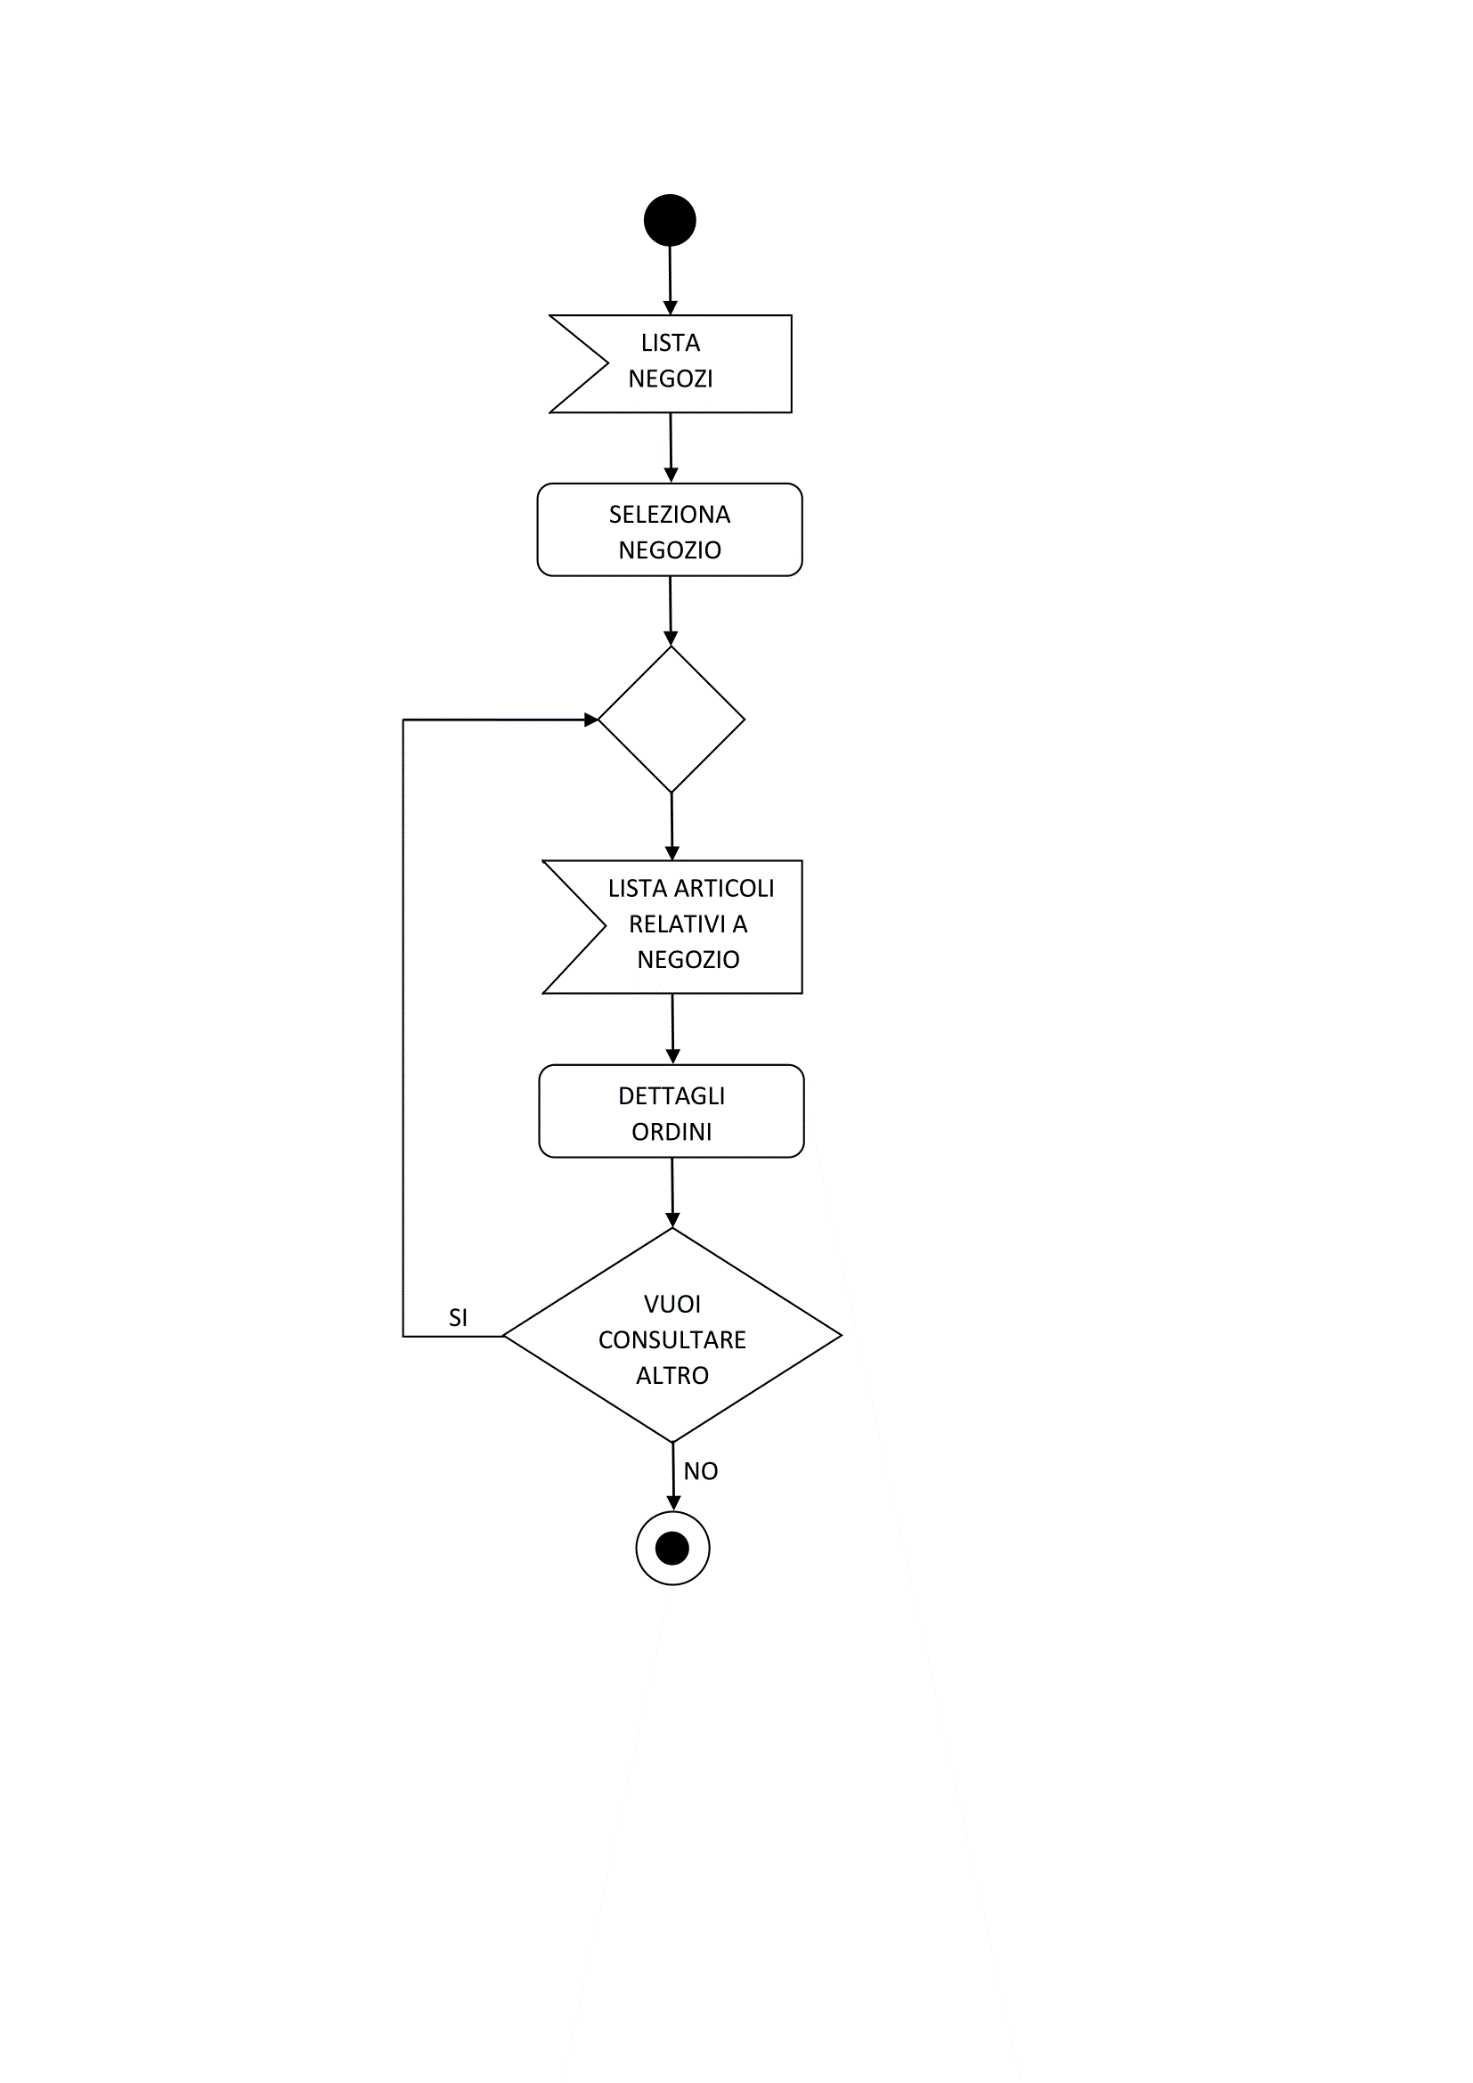 LISTA
NEGOZI
SELEZIONA
NEGOZIO
LISTA ARTICOLI
RELATIVI A
NEGOZIO
DETTAGLI
ORDINI
VUOI
CONSULTARE
ALTRO
SI
NO